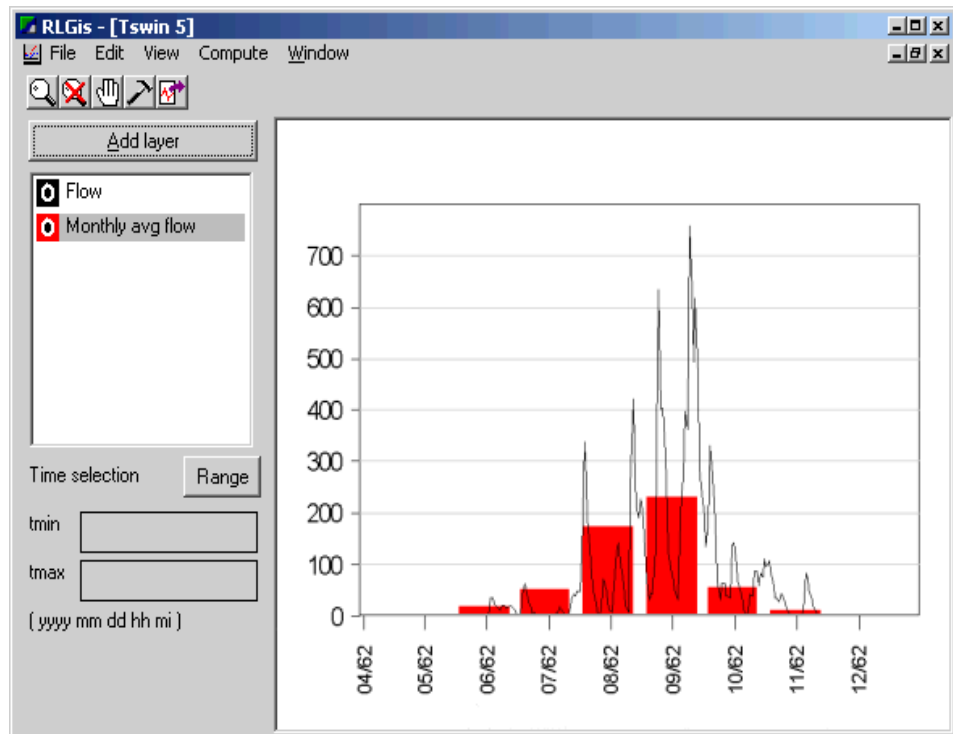 RLGis - [Tswin 5]
File Edit View Compute Window
Add layer
Flow
Monthly avg flow
Time selection
Range
tmin
tmax
( yyyy mm dd hh mi )
700
600
500
400
300
200
100
0
04/62
05/62
06/62
07/62
08/62
09/62
10/62
11/62
12/62